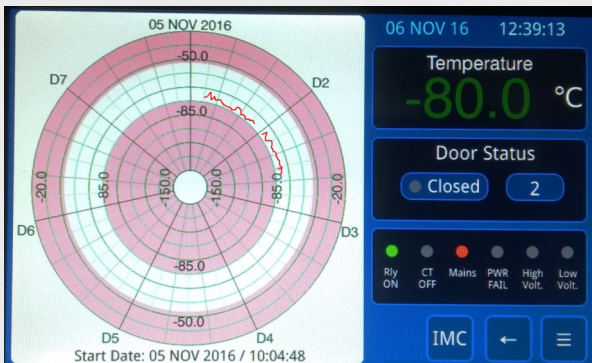 05 NOV 2016
-50.0
D7
D2
-85.0
-20.0
-85.0
-150.0
-150.0
-85.0
-20.0
D6
D3
-85.0
-50.0
D5
D4
Start Date: 05 NOV 2016 / 10:04:48
06 NOV 16 12:39:13
Temperature
-80.0 °C
Door Status
Closed 2
Rly ON
CT OFF
Mains
PWR FAIL
High Volt.
Low Volt.
IMC